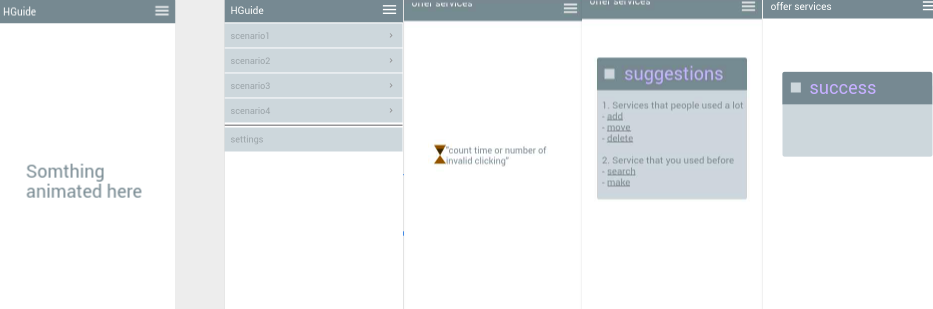 HGuide
Somthing
animated here
HGuide
scenario1
scenario2
scenario3
scenario4
settings
offer services
"count time or number of
invalid clicking"
offer services
suggestions
1. Services that people used a lot
- add
- move
- delete
2. Service that you used before
- search
- make
offer services
success